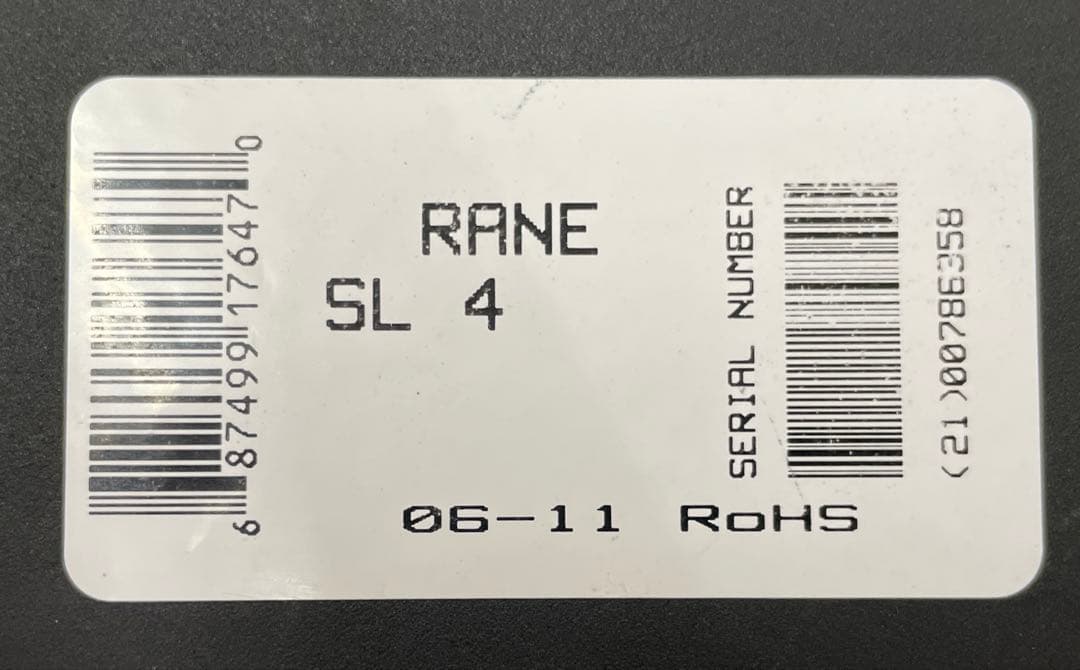 6 87499 17647 0
RANE
SL 4
SERIAL NUMBER
(21)00786358
06-11 RoHS